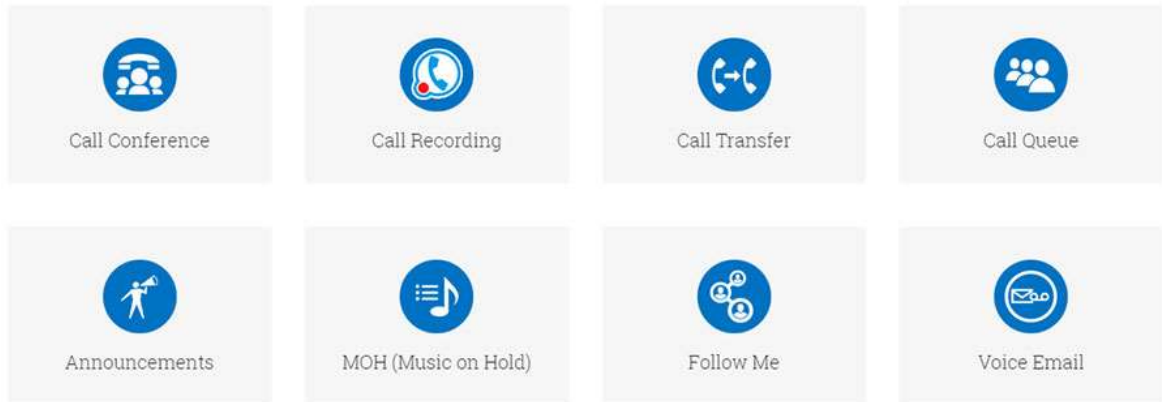 Call Conference
Call Recording
Call Transfer
Call Queue
Announcements
MOH (Music on Hold)
Follow Me
Voice Email